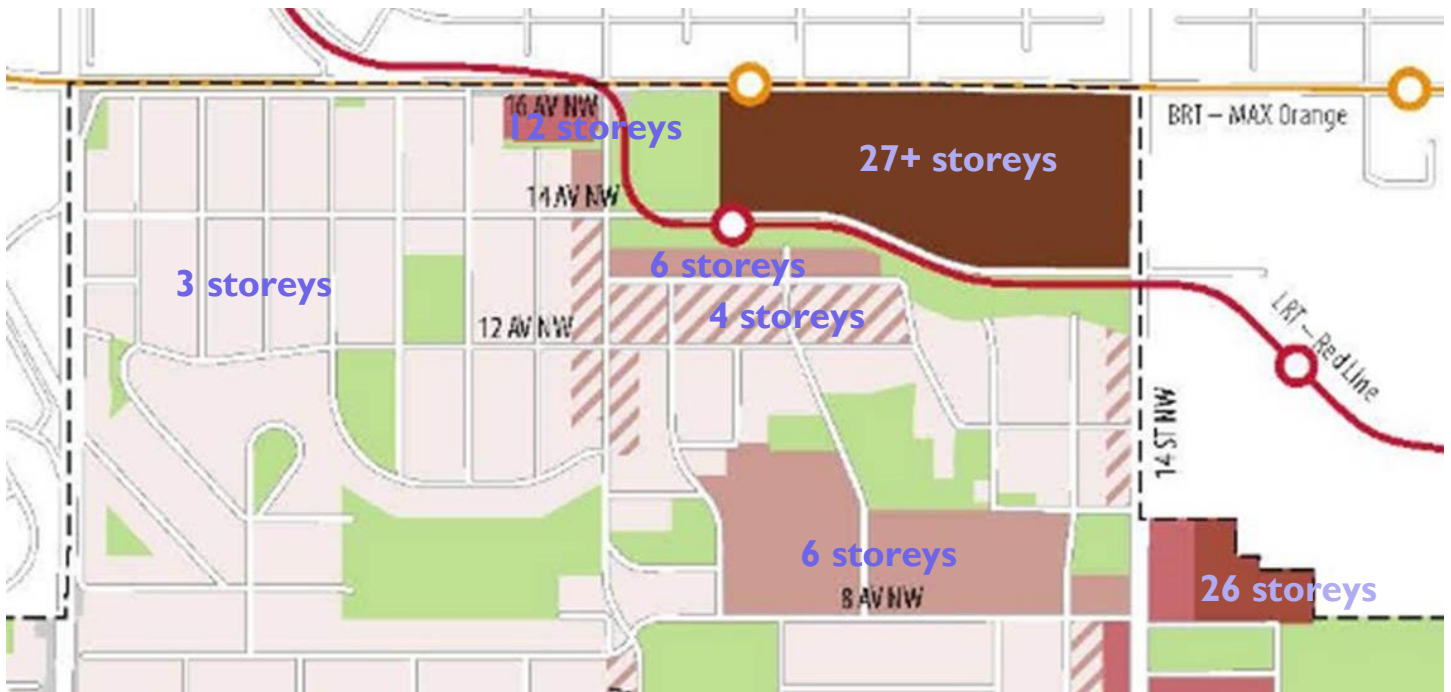 16 AV NW
12 storeys
BRT – MAX Orange
27+ storeys
14 AV NW
6 storeys
3 storeys
4 storeys
12 AV NW
LRT – Red Line
14 ST NW
6 storeys
26 storeys
8 AV NW